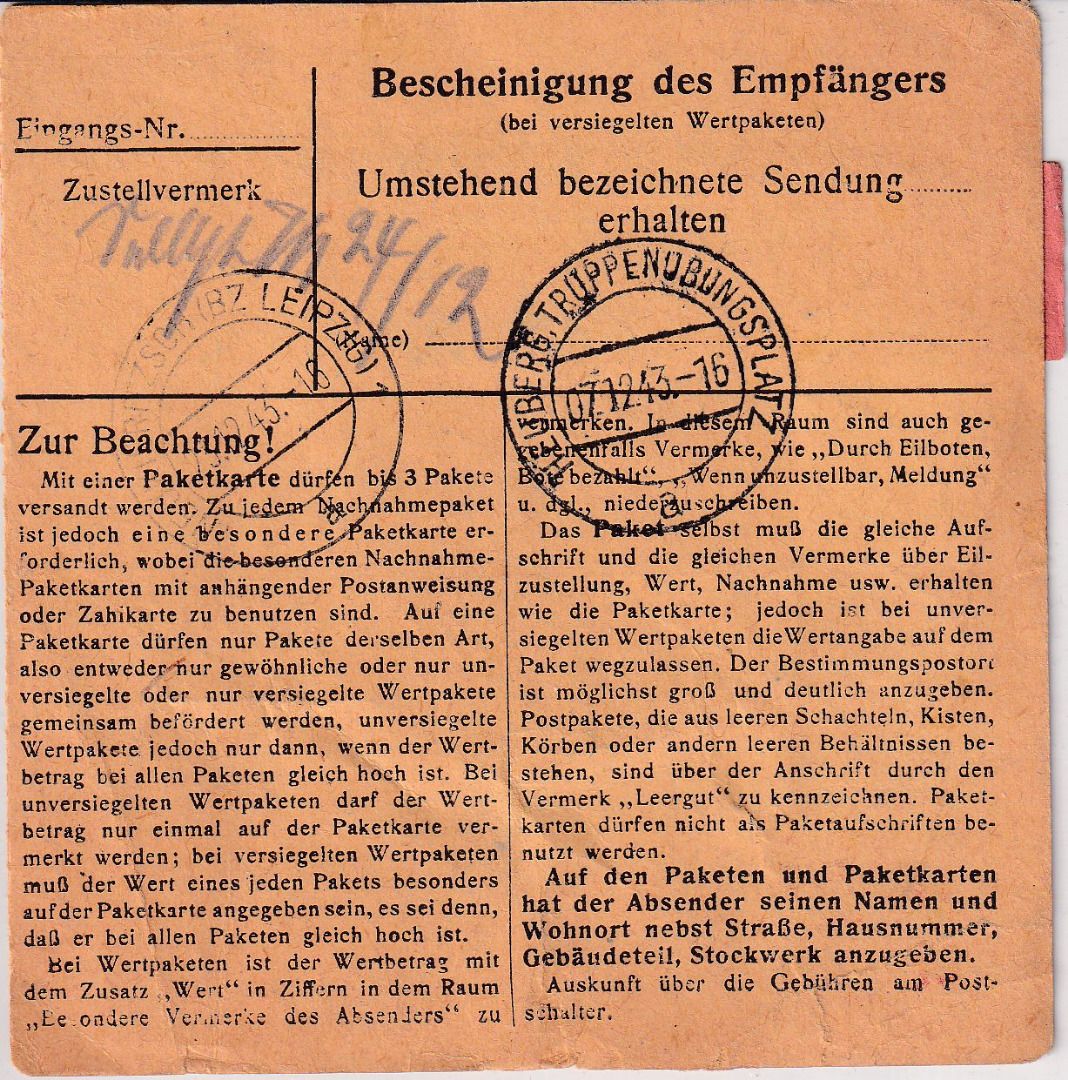 Bescheinigung des Empfängers
(bei versiegelten Wertpaketen)
Eingangs-Nr.
Zustellvermerk
Umstehend bezeichnete Sendung
erhalten
24/12
(Name)
(BZ LEIPZIG) 1
43.-18
a
HEUBERG, TRUPPENÜBUNGSPLATZ
07.12.43.-16
a
Zur Beachtung!
Mit einer Paketkarte dürfen bis 3 Pakete
versandt werden. Zu jedem Nachnahmepaket
ist jedoch eine besondere Paketkarte er-
forderlich, wobei die besonderen Nachnahme-
Paketkarten mit anhängender Postanweisung
oder Zahlkarte zu benutzen sind. Auf eine
Paketkarte dürfen nur Pakete derselben Art,
also entweder nur gewöhnliche oder nur un-
versiegelte oder nur versiegelte Wertpakete
gemeinsam befördert werden, unversiegelte
Wertpakete jedoch nur dann, wenn der Wert-
betrag bei allen Paketen gleich hoch ist. Bei
unversiegelten Wertpaketen darf der Wert-
betrag nur einmal auf der Paketkarte ver-
merkt werden; bei versiegelten Wertpaketen
muß der Wert eines jeden Pakets besonders
auf der Paketkarte angegeben sein, es sei denn,
daß er bei allen Paketen gleich hoch ist.
Bei Wertpaketen ist der Wertbetrag mit
dem Zusatz „Wert“ in Ziffern in dem Raum
„Besondere Vermerke des Absenders“ zu
vermerken. In diesem Raum sind auch ge-
gebenenfalls Vermerke, wie „Durch Eilboten,
Bote bezahlt“, „Wenn unzustellbar, Meldung“
u. dgl., niederzuschreiben.
Das Paket selbst muß die gleiche Auf-
schrift und die gleichen Vermerke über Eil-
zustellung, Wert, Nachnahme usw. erhalten
wie die Paketkarte; jedoch ist bei unver-
siegelten Wertpaketen die Wertangabe auf dem
Paket wegzulassen. Der Bestimmungspostort
ist möglichst groß und deutlich anzugeben.
Postpakete, die aus leeren Schachteln, Kisten,
Körben oder andern leeren Behältnissen be-
stehen, sind über der Anschrift durch den
Vermerk „Leergut“ zu kennzeichnen. Paket-
karten dürfen nicht als Paketaufschriften be-
nutzt werden.
Auf den Paketen und Paketkarten
hat der Absender seinen Namen und
Wohnort nebst Straße, Hausnummer,
Gebäudeteil, Stockwerk anzugeben.
Auskunft über die Gebühren am Post-
schalter.